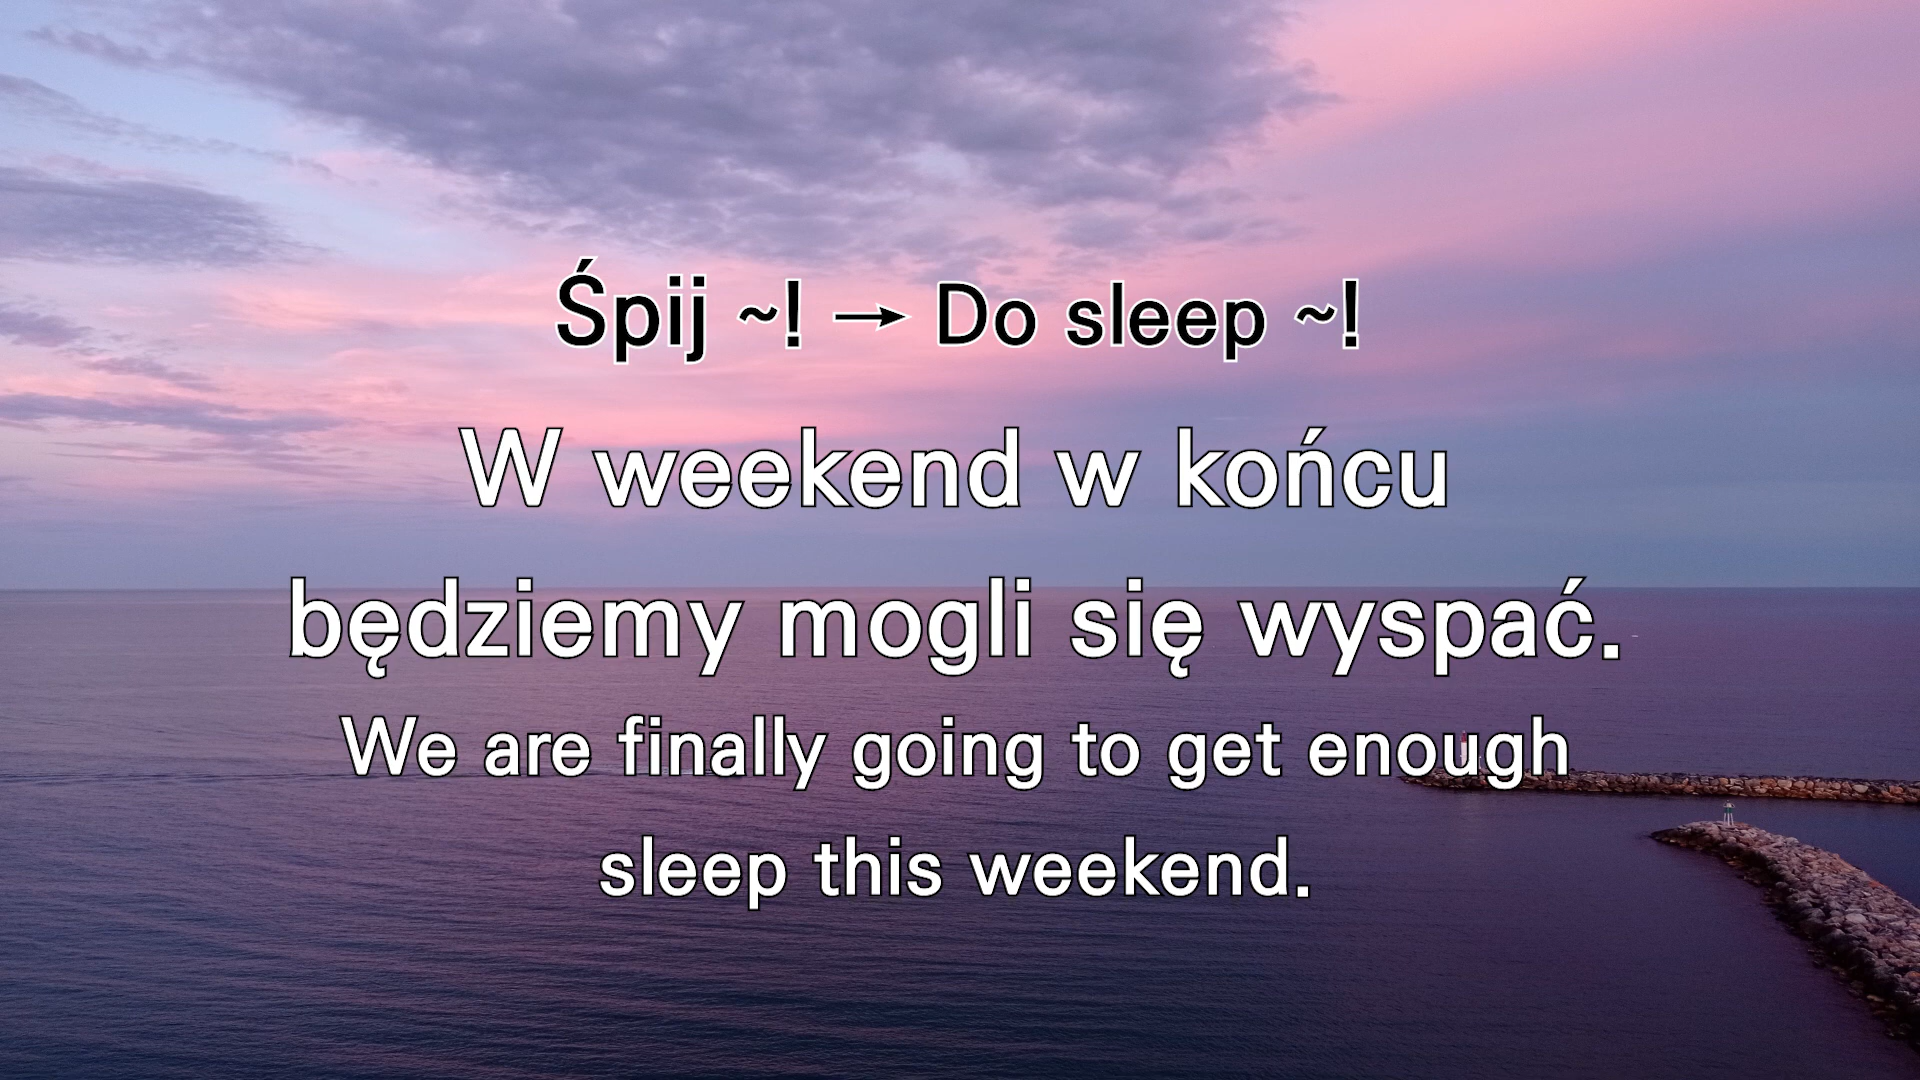 Śpij ~! → Do sleep ~!
W weekend w końcu
będziemy mogli się wyspać.
We are finally going to get enough
sleep this weekend.